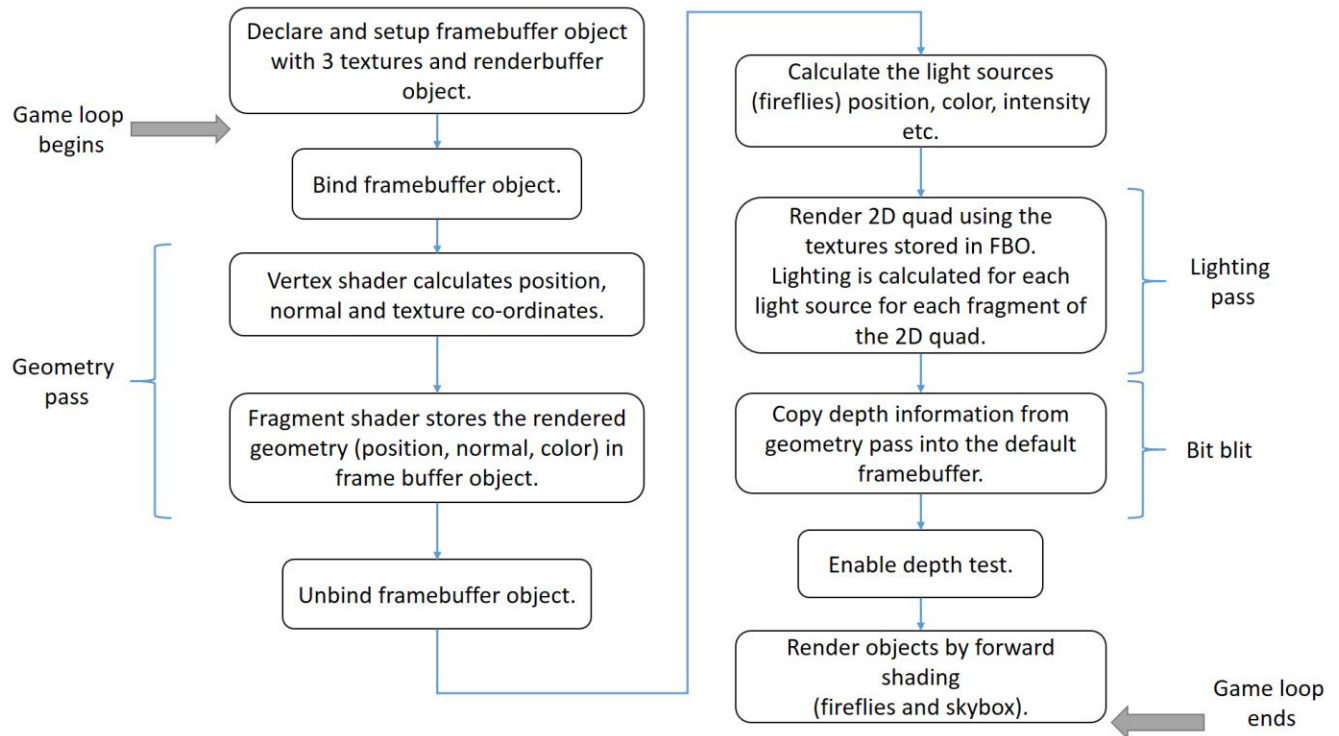 Declare and setup framebuffer object
with 3 textures and renderbuffer
object.
Game loop
begins
Bind framebuffer object.
Vertex shader calculates position,
normal and texture co-ordinates.
Geometry
pass
Fragment shader stores the rendered
geometry (position, normal, color) in
frame buffer object.
Unbind framebuffer object.
Calculate the light sources
(fireflies) position, color, intensity
etc.
Render 2D quad using the
textures stored in FBO.
Lighting is calculated for each
light source for each fragment of
the 2D quad.
Lighting
pass
Copy depth information from
geometry pass into the default
framebuffer.
Bit blit
Enable depth test.
Render objects by forward
shading
(fireflies and skybox).
Game loop
ends